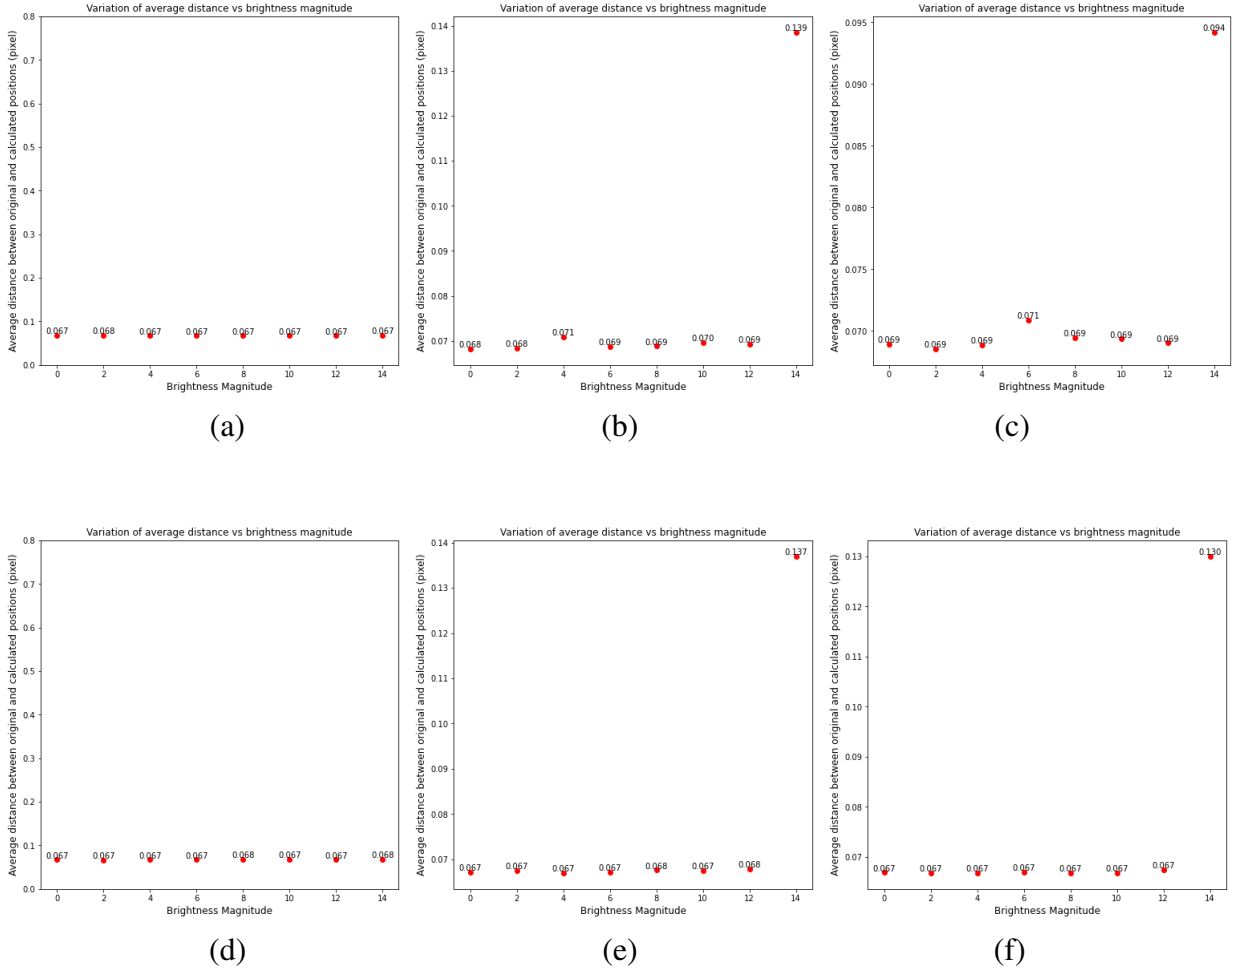 Variation of average distance vs brightness magnitude
Average distance between original and calculated positions (pixel)
0.8
0.7
0.6
0.5
0.4
0.3
0.2
0.1
0.0
0.067 0.068 0.067 0.067 0.067 0.067 0.067 0.067
0 2 4 6 8 10 12 14
Brightness Magnitude
(a)
Variation of average distance vs brightness magnitude
Average distance between original and calculated positions (pixel)
0.14
0.13
0.12
0.11
0.10
0.09
0.08
0.07
0.068 0.068 0.071 0.069 0.069 0.070 0.069 0.139
0 2 4 6 8 10 12 14
Brightness Magnitude
(b)
Variation of average distance vs brightness magnitude
Average distance between original and calculated positions (pixel)
0.095
0.090
0.085
0.080
0.075
0.070
0.069 0.069 0.069 0.071 0.069 0.069 0.069 0.094
0 2 4 6 8 10 12 14
Brightness Magnitude
(c)
Variation of average distance vs brightness magnitude
Average distance between original and calculated positions (pixel)
0.8
0.7
0.6
0.5
0.4
0.3
0.2
0.1
0.0
0.067 0.067 0.067 0.067 0.068 0.067 0.067 0.068
0 2 4 6 8 10 12 14
Brightness Magnitude
(d)
Variation of average distance vs brightness magnitude
Average distance between original and calculated positions (pixel)
0.14
0.13
0.12
0.11
0.10
0.09
0.08
0.07
0.067 0.067 0.067 0.067 0.068 0.067 0.068 0.137
0 2 4 6 8 10 12 14
Brightness Magnitude
(e)
Variation of average distance vs brightness magnitude
Average distance between original and calculated positions (pixel)
0.13
0.12
0.11
0.10
0.09
0.08
0.07
0.067 0.067 0.067 0.067 0.067 0.067 0.067 0.130
0 2 4 6 8 10 12 14
Brightness Magnitude
(f)